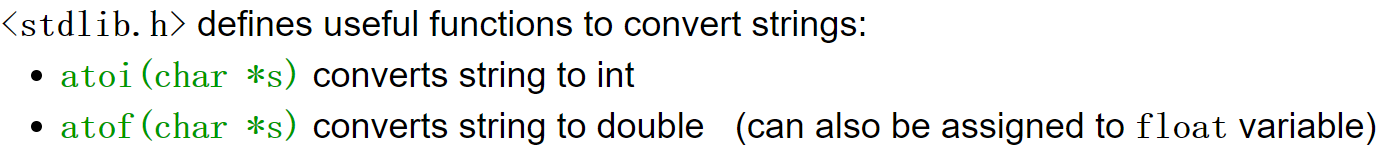 <stdlib.h> defines useful functions to convert strings:
• atoi(char *s) converts string to int
• atof(char *s) converts string to double (can also be assigned to float variable)